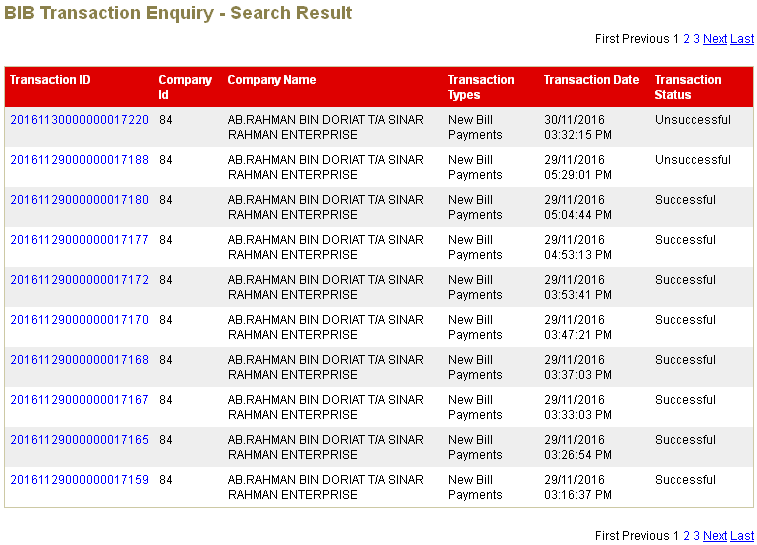 BIB Transaction Enquiry - Search Result
First Previous 1 2 3 Next Last
Transaction ID Company Id Company Name Transaction Types Transaction Date Transaction Status
20161130000000017220 84 AB.RAHMAN BIN DORIAT T/A SINAR RAHMAN ENTERPRISE New Bill Payments 30/11/2016 03:32:15 PM Unsuccessful
20161129000000017188 84 AB.RAHMAN BIN DORIAT T/A SINAR RAHMAN ENTERPRISE New Bill Payments 29/11/2016 05:29:01 PM Unsuccessful
20161129000000017180 84 AB.RAHMAN BIN DORIAT T/A SINAR RAHMAN ENTERPRISE New Bill Payments 29/11/2016 05:04:44 PM Successful
20161129000000017177 84 AB.RAHMAN BIN DORIAT T/A SINAR RAHMAN ENTERPRISE New Bill Payments 29/11/2016 04:53:13 PM Successful
20161129000000017172 84 AB.RAHMAN BIN DORIAT T/A SINAR RAHMAN ENTERPRISE New Bill Payments 29/11/2016 03:53:41 PM Successful
20161129000000017170 84 AB.RAHMAN BIN DORIAT T/A SINAR RAHMAN ENTERPRISE New Bill Payments 29/11/2016 03:47:21 PM Successful
20161129000000017168 84 AB.RAHMAN BIN DORIAT T/A SINAR RAHMAN ENTERPRISE New Bill Payments 29/11/2016 03:37:03 PM Successful
20161129000000017167 84 AB.RAHMAN BIN DORIAT T/A SINAR RAHMAN ENTERPRISE New Bill Payments 29/11/2016 03:33:03 PM Successful
20161129000000017165 84 AB.RAHMAN BIN DORIAT T/A SINAR RAHMAN ENTERPRISE New Bill Payments 29/11/2016 03:26:54 PM Successful
20161129000000017159 84 AB.RAHMAN BIN DORIAT T/A SINAR RAHMAN ENTERPRISE New Bill Payments 29/11/2016 03:16:37 PM Successful
First Previous 1 2 3 Next Last